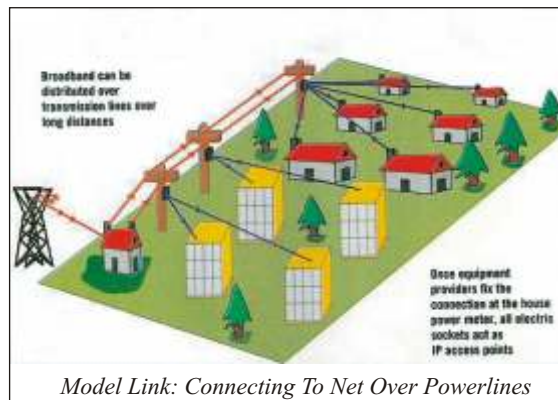 Broadband can be
distributed over
transmission lines over
long distances
Once equipment
providers fix the
connection at the house
power meter, all electric
sockets act as
IP access points
Model Link: Connecting To Net Over Powerlines